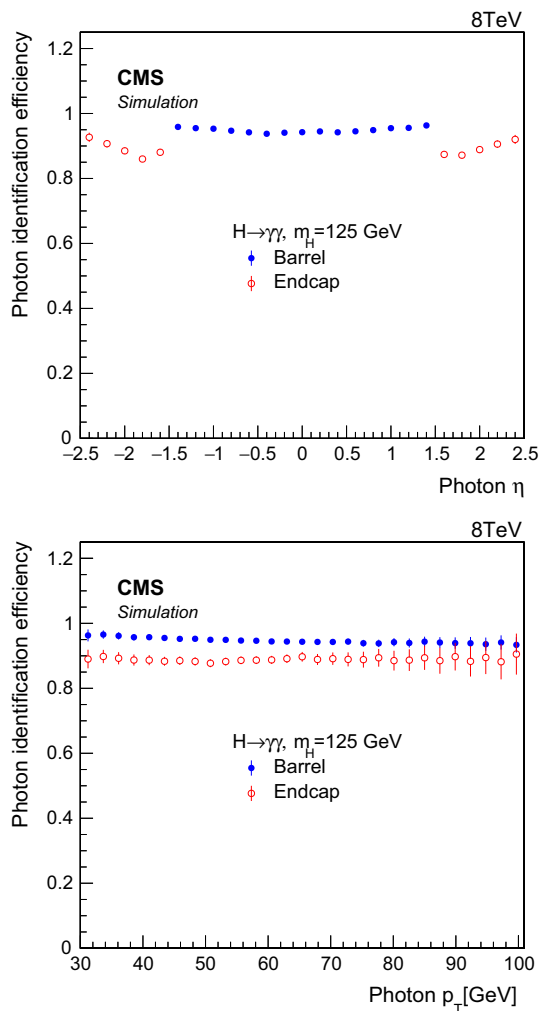 8TeV
Photon identification efficiency
CMS
Simulation
H→γγ, m_H=125 GeV
Barrel
Endcap
1.2
1
0.8
0.6
0.4
0.2
0
−2.5 −2 −1.5 −1 −0.5 0 0.5 1 1.5 2 2.5
Photon η
8TeV
Photon identification efficiency
CMS
Simulation
H→γγ, m_H=125 GeV
Barrel
Endcap
1.2
1
0.8
0.6
0.4
0.2
0
30 40 50 60 70 80 90 100
Photon p_T[GeV]